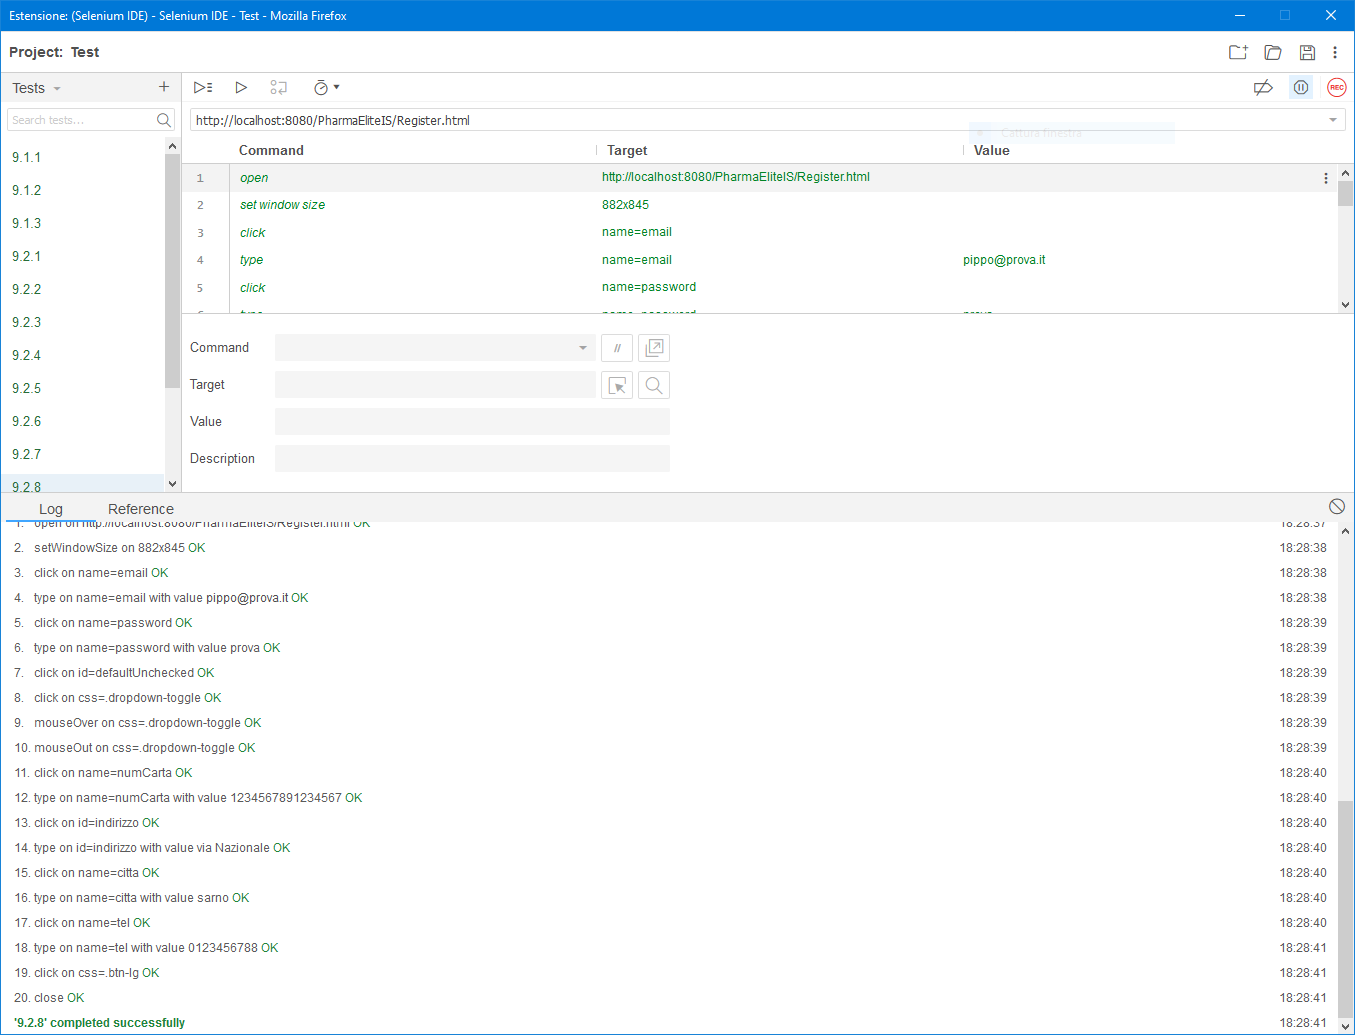 Estensione: (Selenium IDE) - Selenium IDE - Test - Mozilla Firefox
Project: Test
Tests
REC
Search tests...
http://localhost:8080/PharmaEliteIS/Register.html
Cattura finestra
Command Target Value
9.1.1
9.1.2
9.1.3
9.2.1
9.2.2
9.2.3
9.2.4
9.2.5
9.2.6
9.2.7
9.2.8
1 open http://localhost:8080/PharmaEliteIS/Register.html
2 set window size 882x845
3 click name=email
4 type name=email pippo@prova.it
5 click name=password
6 type name=password prova
Command //
Target
Value
Description
Log Reference
1. open on http://localhost:8080/PharmaEliteIS/Register.html OK 18:28:37
2. setWindowSize on 882x845 OK 18:28:38
3. click on name=email OK 18:28:38
4. type on name=email with value pippo@prova.it OK 18:28:38
5. click on name=password OK 18:28:39
6. type on name=password with value prova OK 18:28:39
7. click on id=defaultUnchecked OK 18:28:39
8. click on css=.dropdown-toggle OK 18:28:39
9. mouseOver on css=.dropdown-toggle OK 18:28:39
10. mouseOut on css=.dropdown-toggle OK 18:28:39
11. click on name=numCarta OK 18:28:40
12. type on name=numCarta with value 1234567891234567 OK 18:28:40
13. click on id=indirizzo OK 18:28:40
14. type on id=indirizzo with value via Nazionale OK 18:28:40
15. click on name=citta OK 18:28:40
16. type on name=citta with value sarno OK 18:28:40
17. click on name=tel OK 18:28:40
18. type on name=tel with value 0123456788 OK 18:28:41
19. click on css=.btn-lg OK 18:28:41
20. close OK 18:28:41
'9.2.8' completed successfully 18:28:41